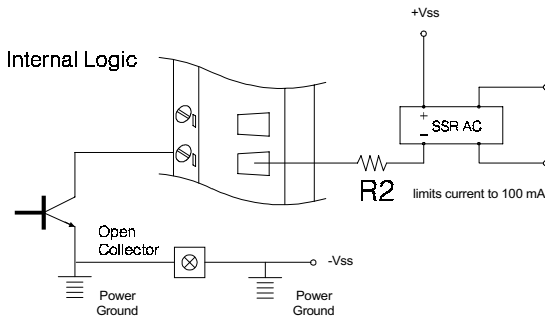 +Vss
Internal Logic
+
SSR AC
–
R2
limits current to 100 mA
Open
Collector
-Vss
Power
Ground
Power
Ground